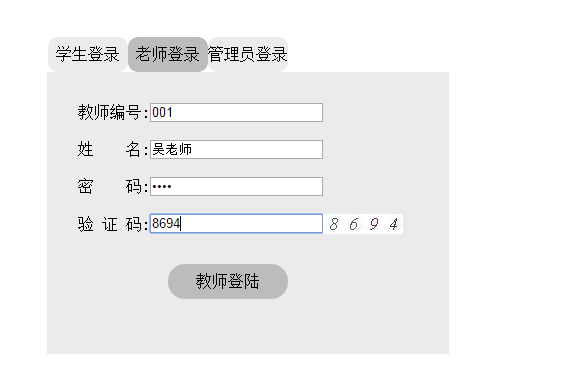 学生登录 老师登录 管理员登录
教师编号: 001
姓 名: 吴老师
密 码: ••••
验 证 码: 8694 8 6 9 4
教师登陆